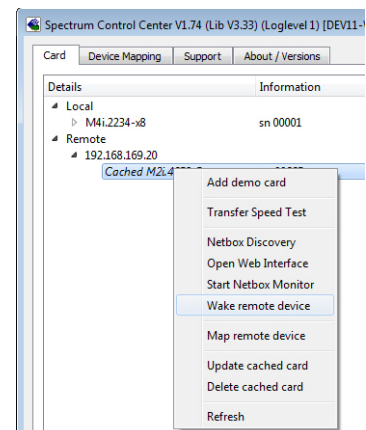 Spectrum Control Center V1.74 (Lib V3.33) (Loglevel 1) [DEV11-
Card Device Mapping Support About / Versions
Details Information
Local
M4i.2234-x8 sn 00001
Remote
192.168.169.20
Cached M2i.4
Add demo card
Transfer Speed Test
Netbox Discovery
Open Web Interface
Start Netbox Monitor
Wake remote device
Map remote device
Update cached card
Delete cached card
Refresh